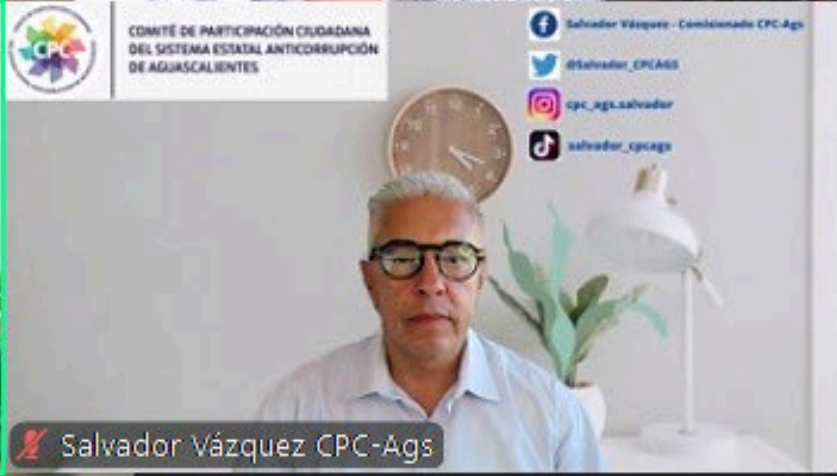 CPC
COMITÉ DE PARTICIPACIÓN CIUDADANA
DEL SISTEMA ESTATAL ANTICORRUPCIÓN
DE AGUASCALIENTES
Salvador Vázquez - Comisionado CPC-Ags
@Salvador_CPCAGS
cpc_ags.salvador
salvador_cpcags
Salvador Vázquez CPC-Ags